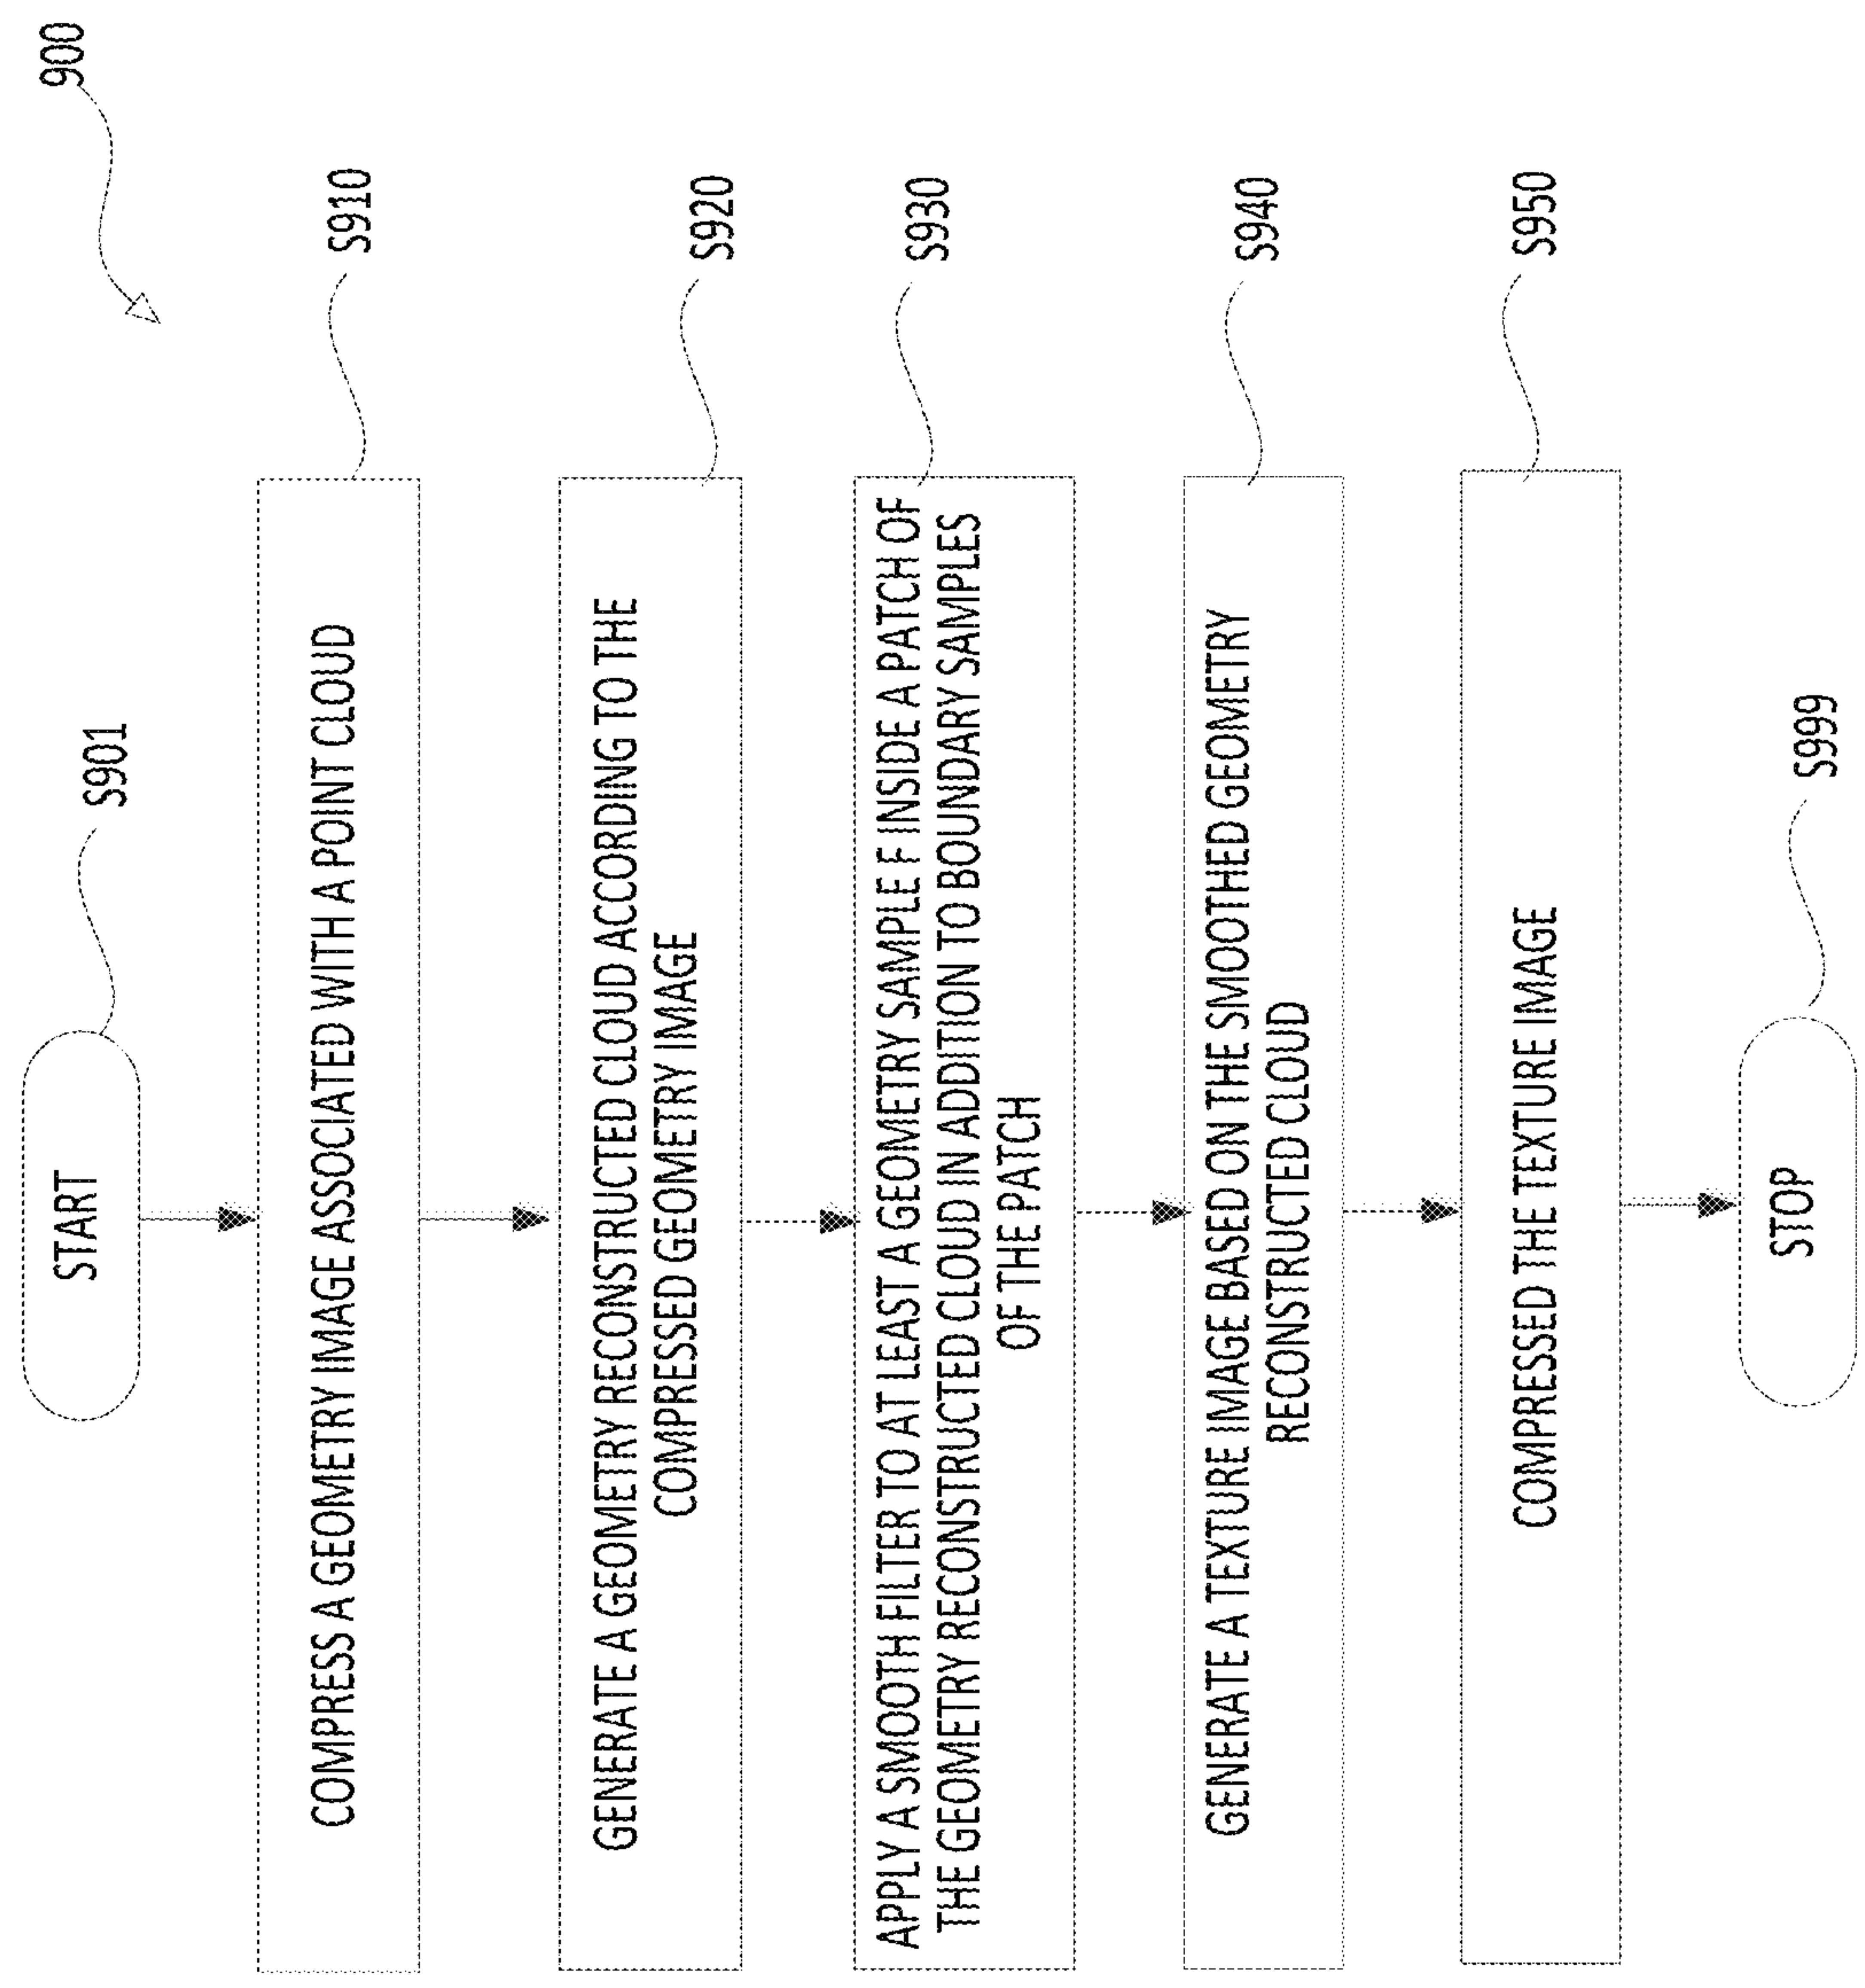 900
START
S901
COMPRESS A GEOMETRY IMAGE ASSOCIATED WITH A POINT CLOUD
S910
GENERATE A GEOMETRY RECONSTRUCTED CLOUD ACCORDING TO THE
COMPRESSED GEOMETRY IMAGE
S920
APPLY A SMOOTH FILTER TO AT LEAST A GEOMETRY SAMPLE F INSIDE A PATCH OF
THE GEOMETRY RECONSTRUCTED CLOUD IN ADDITION TO BOUNDARY SAMPLES
OF THE PATCH
S930
GENERATE A TEXTURE IMAGE BASED ON THE SMOOTHED GEOMETRY
RECONSTRUCTED CLOUD
S940
COMPRESSED THE TEXTURE IMAGE
S950
STOP
S999